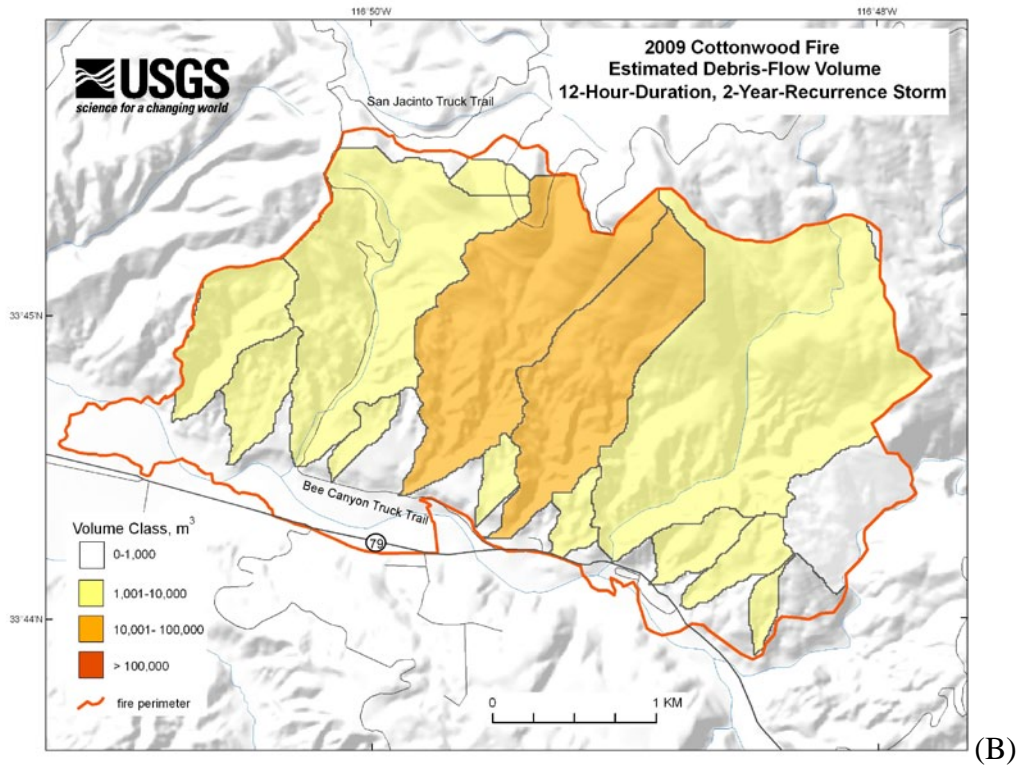 116°50'W
116°48'W
2009 Cottonwood Fire
Estimated Debris-Flow Volume
12-Hour-Duration, 2-Year-Recurrence Storm
USGS
science for a changing world
San Jacinto Truck Trail
33°45'N
Bee Canyon Truck Trail
79
Volume Class, m³
0-1,000
1,001-10,000
10,001- 100,000
> 100,000
fire perimeter
33°44'N
0 1 KM
(B)